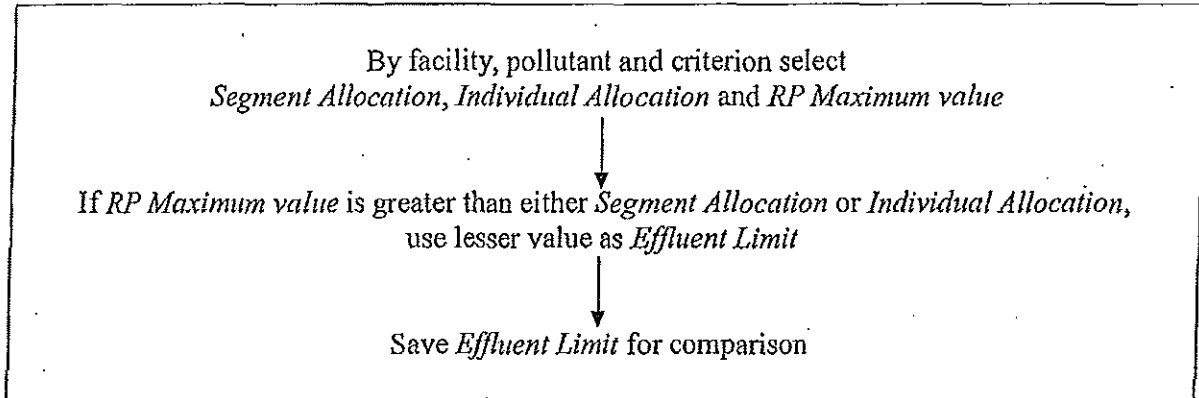 By facility, pollutant and criterion select
Segment Allocation, Individual Allocation and RP Maximum value
If RP Maximum value is greater than either Segment Allocation or Individual Allocation,
use lesser value as Effluent Limit
Save Effluent Limit for comparison